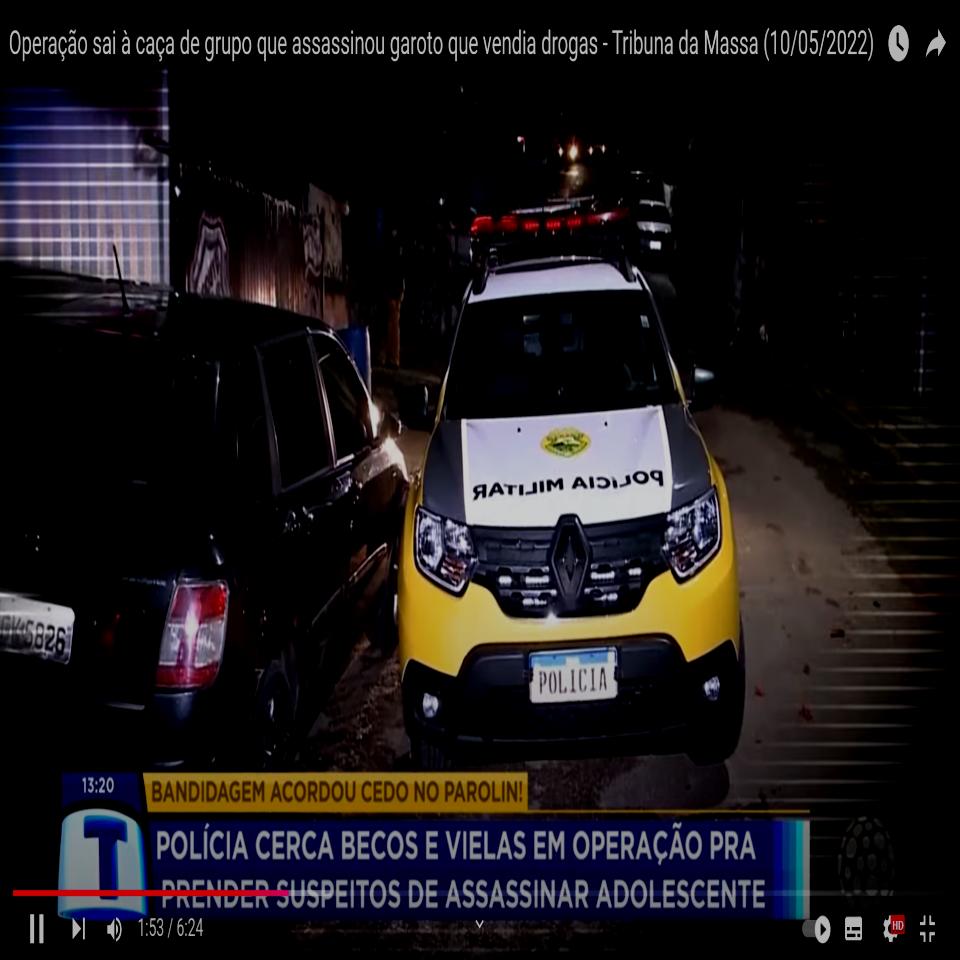 Operação sai à caça de grupo que assassinou garoto que vendia drogas - Tribuna da Massa (10/05/2022)
POLICIA MILITAR
5826
POLICIA
13:20
BANDIDAGEM ACORDOU CEDO NO PAROLIN!
T
POLÍCIA CERCA BECOS E VIELAS EM OPERAÇÃO PRA
PRENDER SUSPEITOS DE ASSASSINAR ADOLESCENTE
1:53 / 6:24
HD